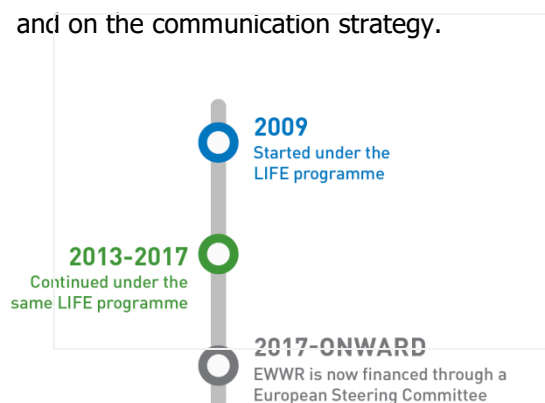 and on the communication strategy.
2009
Started under the
LIFE programme
2013-2017
Continued under the
same LIFE programme
2017-ONWARD
EWWR is now financed through a
European Steering Committee